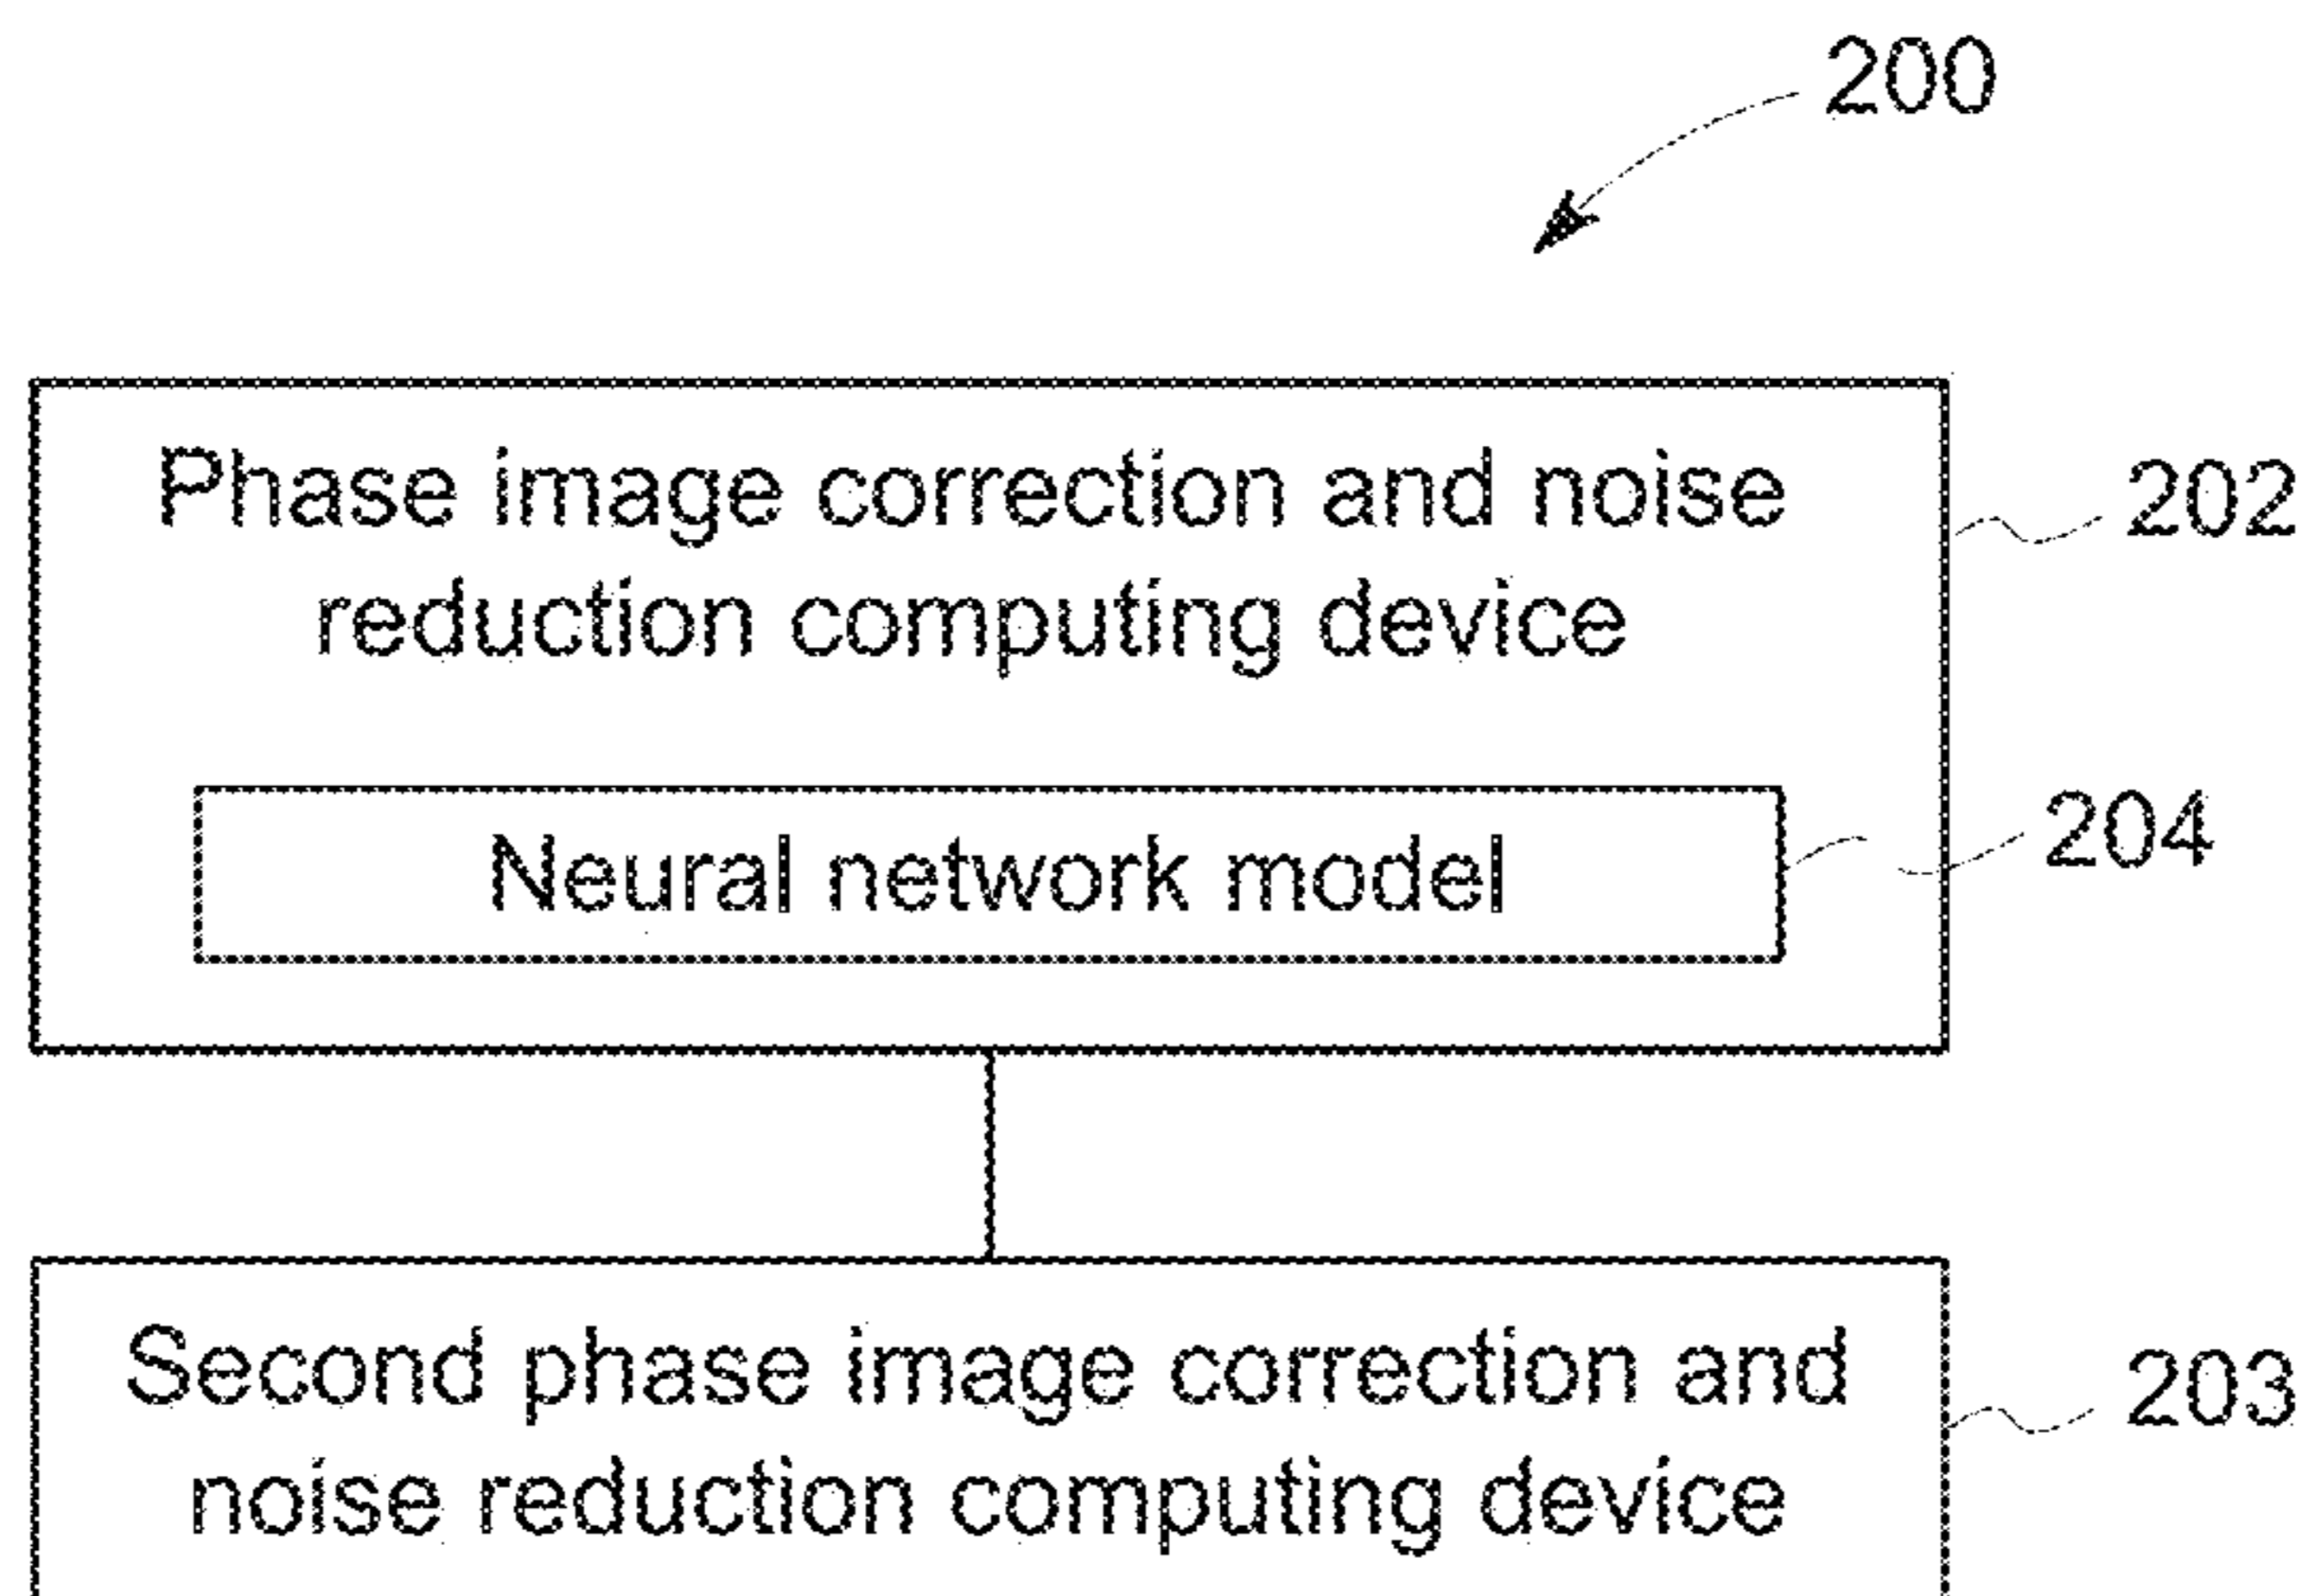 200
Phase image correction and noise
reduction computing device
202
Neural network model
204
Second phase image correction and
noise reduction computing device
203